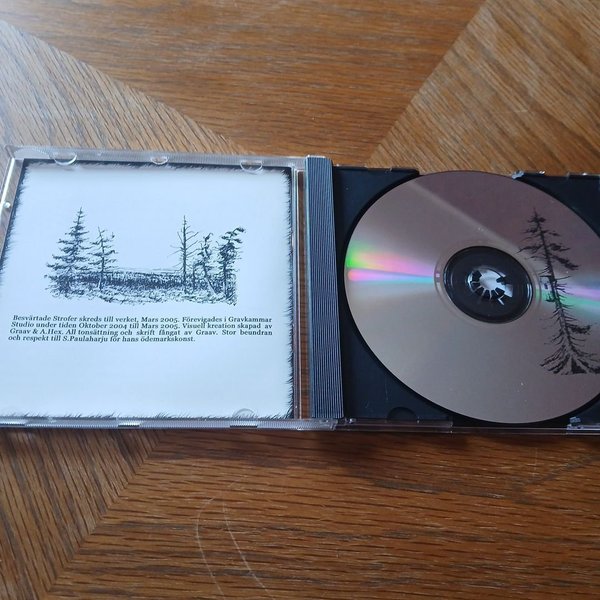 Besvärtade Strofer skreds till verket, Mars 2005. Förevigades i Gravkammar
Studio under tiden Oktober 2004 till Mars 2005. Visuell kreation skapad av
Graav & A.Hex. All tonsättning och skrift fångat av Graav. Stor beundran
och respekt till S.Paulaharju för hans ödemarkskonst.